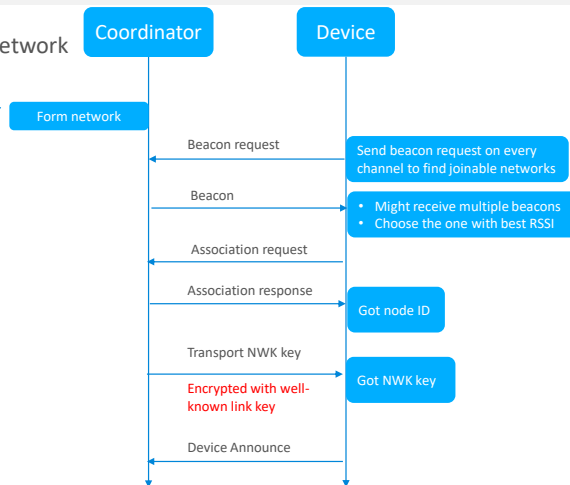 etwork
Coordinator
Device
Form network
Beacon request
Send beacon request on every
channel to find joinable networks
Beacon
• Might receive multiple beacons
• Choose the one with best RSSI
Association request
Association response
Got node ID
Transport NWK key
Got NWK key
Encrypted with well-
known link key
Device Announce